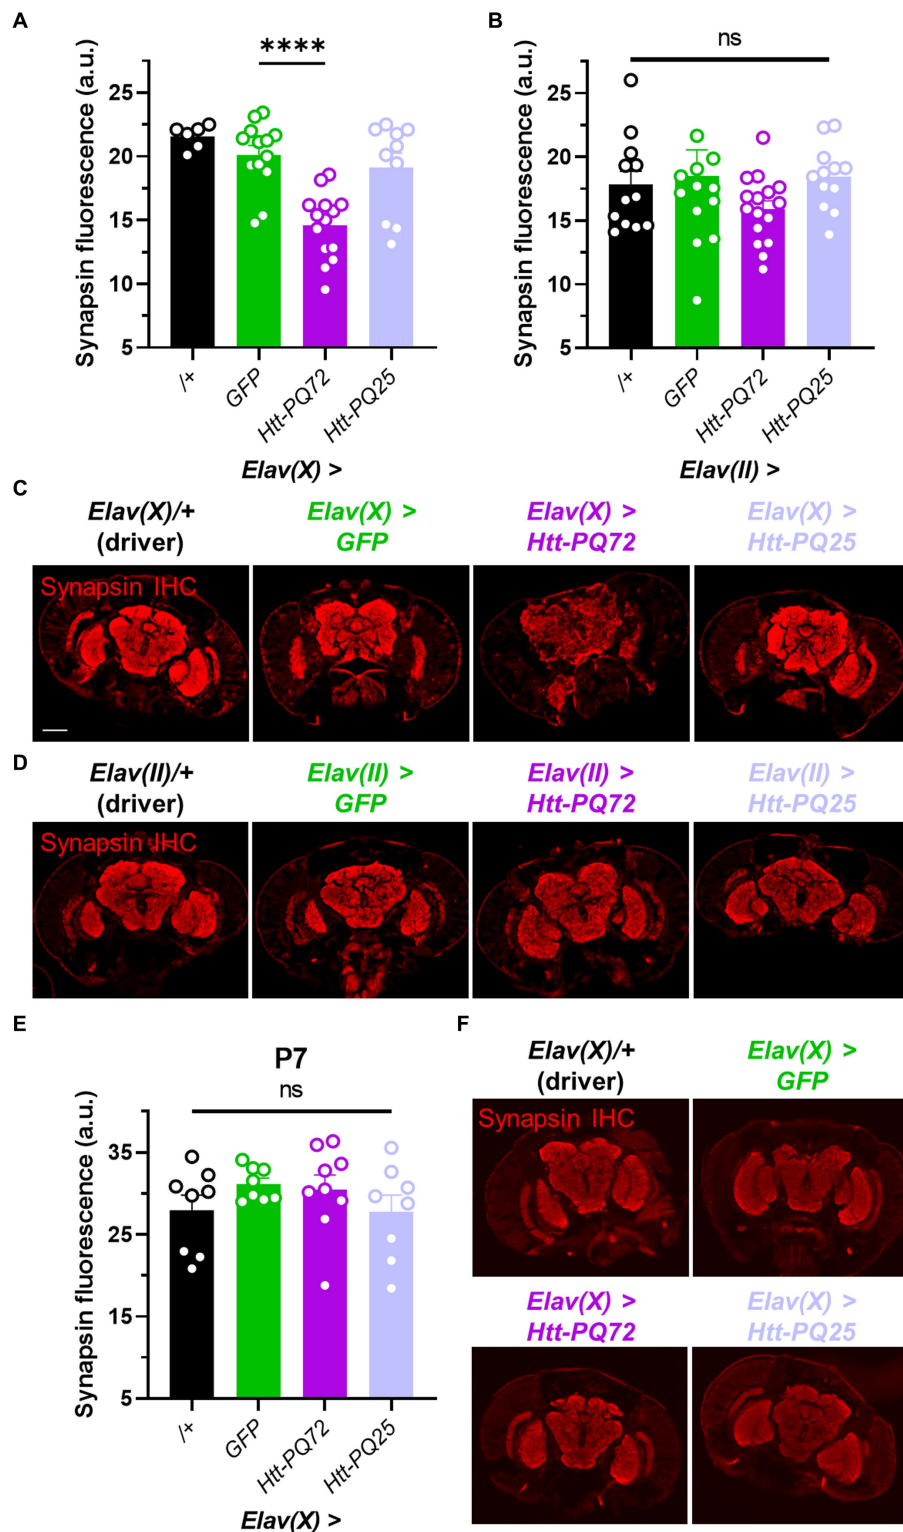 A
Synapsin fluorescence (a.u.)
****
25
20
15
10
5
/+
GFP
Htt-PQ72
Htt-PQ25
Elav(X) >
B
Synapsin fluorescence (a.u.)
ns
25
20
15
10
5
/+
GFP
Htt-PQ72
Htt-PQ25
Elav(II) >
C
Elav(X)/+
(driver)
Elav(X) >
GFP
Elav(X) >
Htt-PQ72
Elav(X) >
Htt-PQ25
Synapsin IHC
D
Elav(II)/+
(driver)
Elav(II) >
GFP
Elav(II) >
Htt-PQ72
Elav(II) >
Htt-PQ25
Synapsin IHC
E
P7
Synapsin fluorescence (a.u.)
ns
35
25
15
5
/+
GFP
Htt-PQ72
Htt-PQ25
Elav(X) >
F
Elav(X)/+
(driver)
Elav(X) >
GFP
Synapsin IHC
Elav(X) >
Htt-PQ72
Elav(X) >
Htt-PQ25